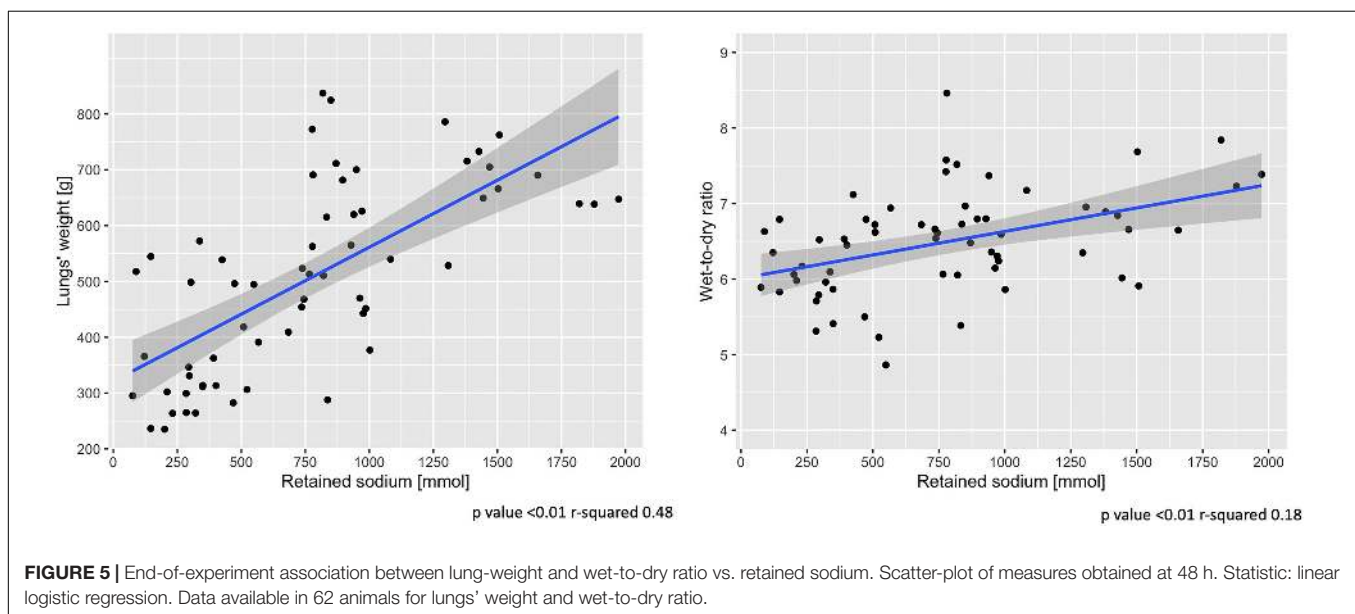 800
700
600
500
400
300
200
Lungs' weight [g]
0 250 500 750 1000 1250 1500 1750 2000
Retained sodium [mmol]
p value <0.01 r-squared 0.48
9
8
7
6
5
4
Wet-to-dry ratio
0 250 500 750 1000 1250 1500 1750 2000
Retained sodium [mmol]
p value <0.01 r-squared 0.18
FIGURE 5 | End-of-experiment association between lung-weight and wet-to-dry ratio vs. retained sodium. Scatter-plot of measures obtained at 48 h. Statistic: linear
logistic regression. Data available in 62 animals for lungs' weight and wet-to-dry ratio.